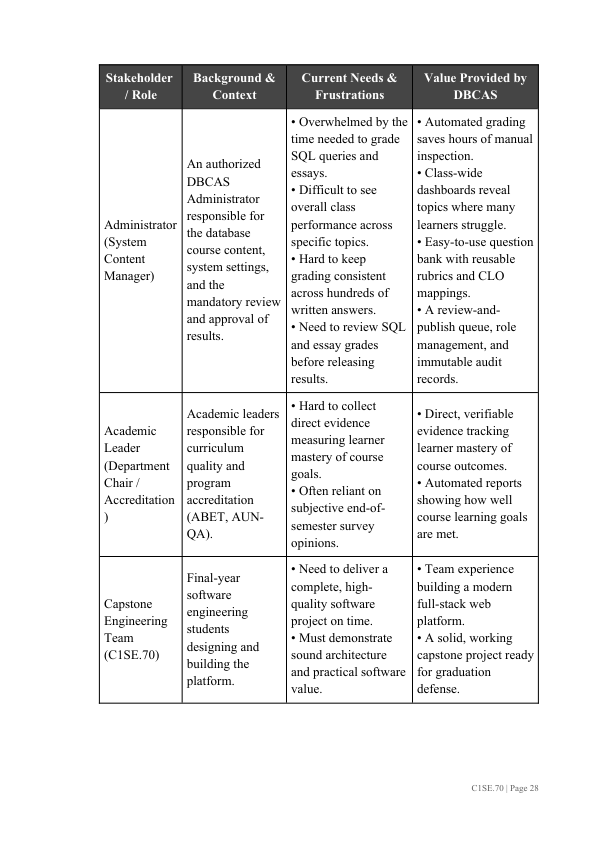 Stakeholder
/ Role
Background &
Context
Current Needs &
Frustrations
Value Provided by
DBCAS
Administrator
(System
Content
Manager)
An authorized
DBCAS
Administrator
responsible for
the database
course content,
system settings,
and the
mandatory review
and approval of
results.
• Overwhelmed by the
time needed to grade
SQL queries and
essays.
• Difficult to see
overall class
performance across
specific topics.
• Hard to keep
grading consistent
across hundreds of
written answers.
• Need to review SQL
and essay grades
before releasing
results.
• Automated grading
saves hours of manual
inspection.
• Class-wide
dashboards reveal
topics where many
learners struggle.
• Easy-to-use question
bank with reusable
rubrics and CLO
mappings.
• A review-and-
publish queue, role
management, and
immutable audit
records.
Academic
Leader
(Department
Chair /
Accreditation
)
Academic leaders
responsible for
curriculum
quality and
program
accreditation
(ABET, AUN-
QA).
• Hard to collect
direct evidence
measuring learner
mastery of course
goals.
• Often reliant on
subjective end-of-
semester survey
opinions.
• Direct, verifiable
evidence tracking
learner mastery of
course outcomes.
• Automated reports
showing how well
course learning goals
are met.
Capstone
Engineering
Team
(C1SE.70)
Final-year
software
engineering
students
designing and
building the
platform.
• Need to deliver a
complete, high-
quality software
project on time.
• Must demonstrate
sound architecture
and practical software
value.
• Team experience
building a modern
full-stack web
platform.
• A solid, working
capstone project ready
for graduation
defense.
C1SE.70 | Page 28